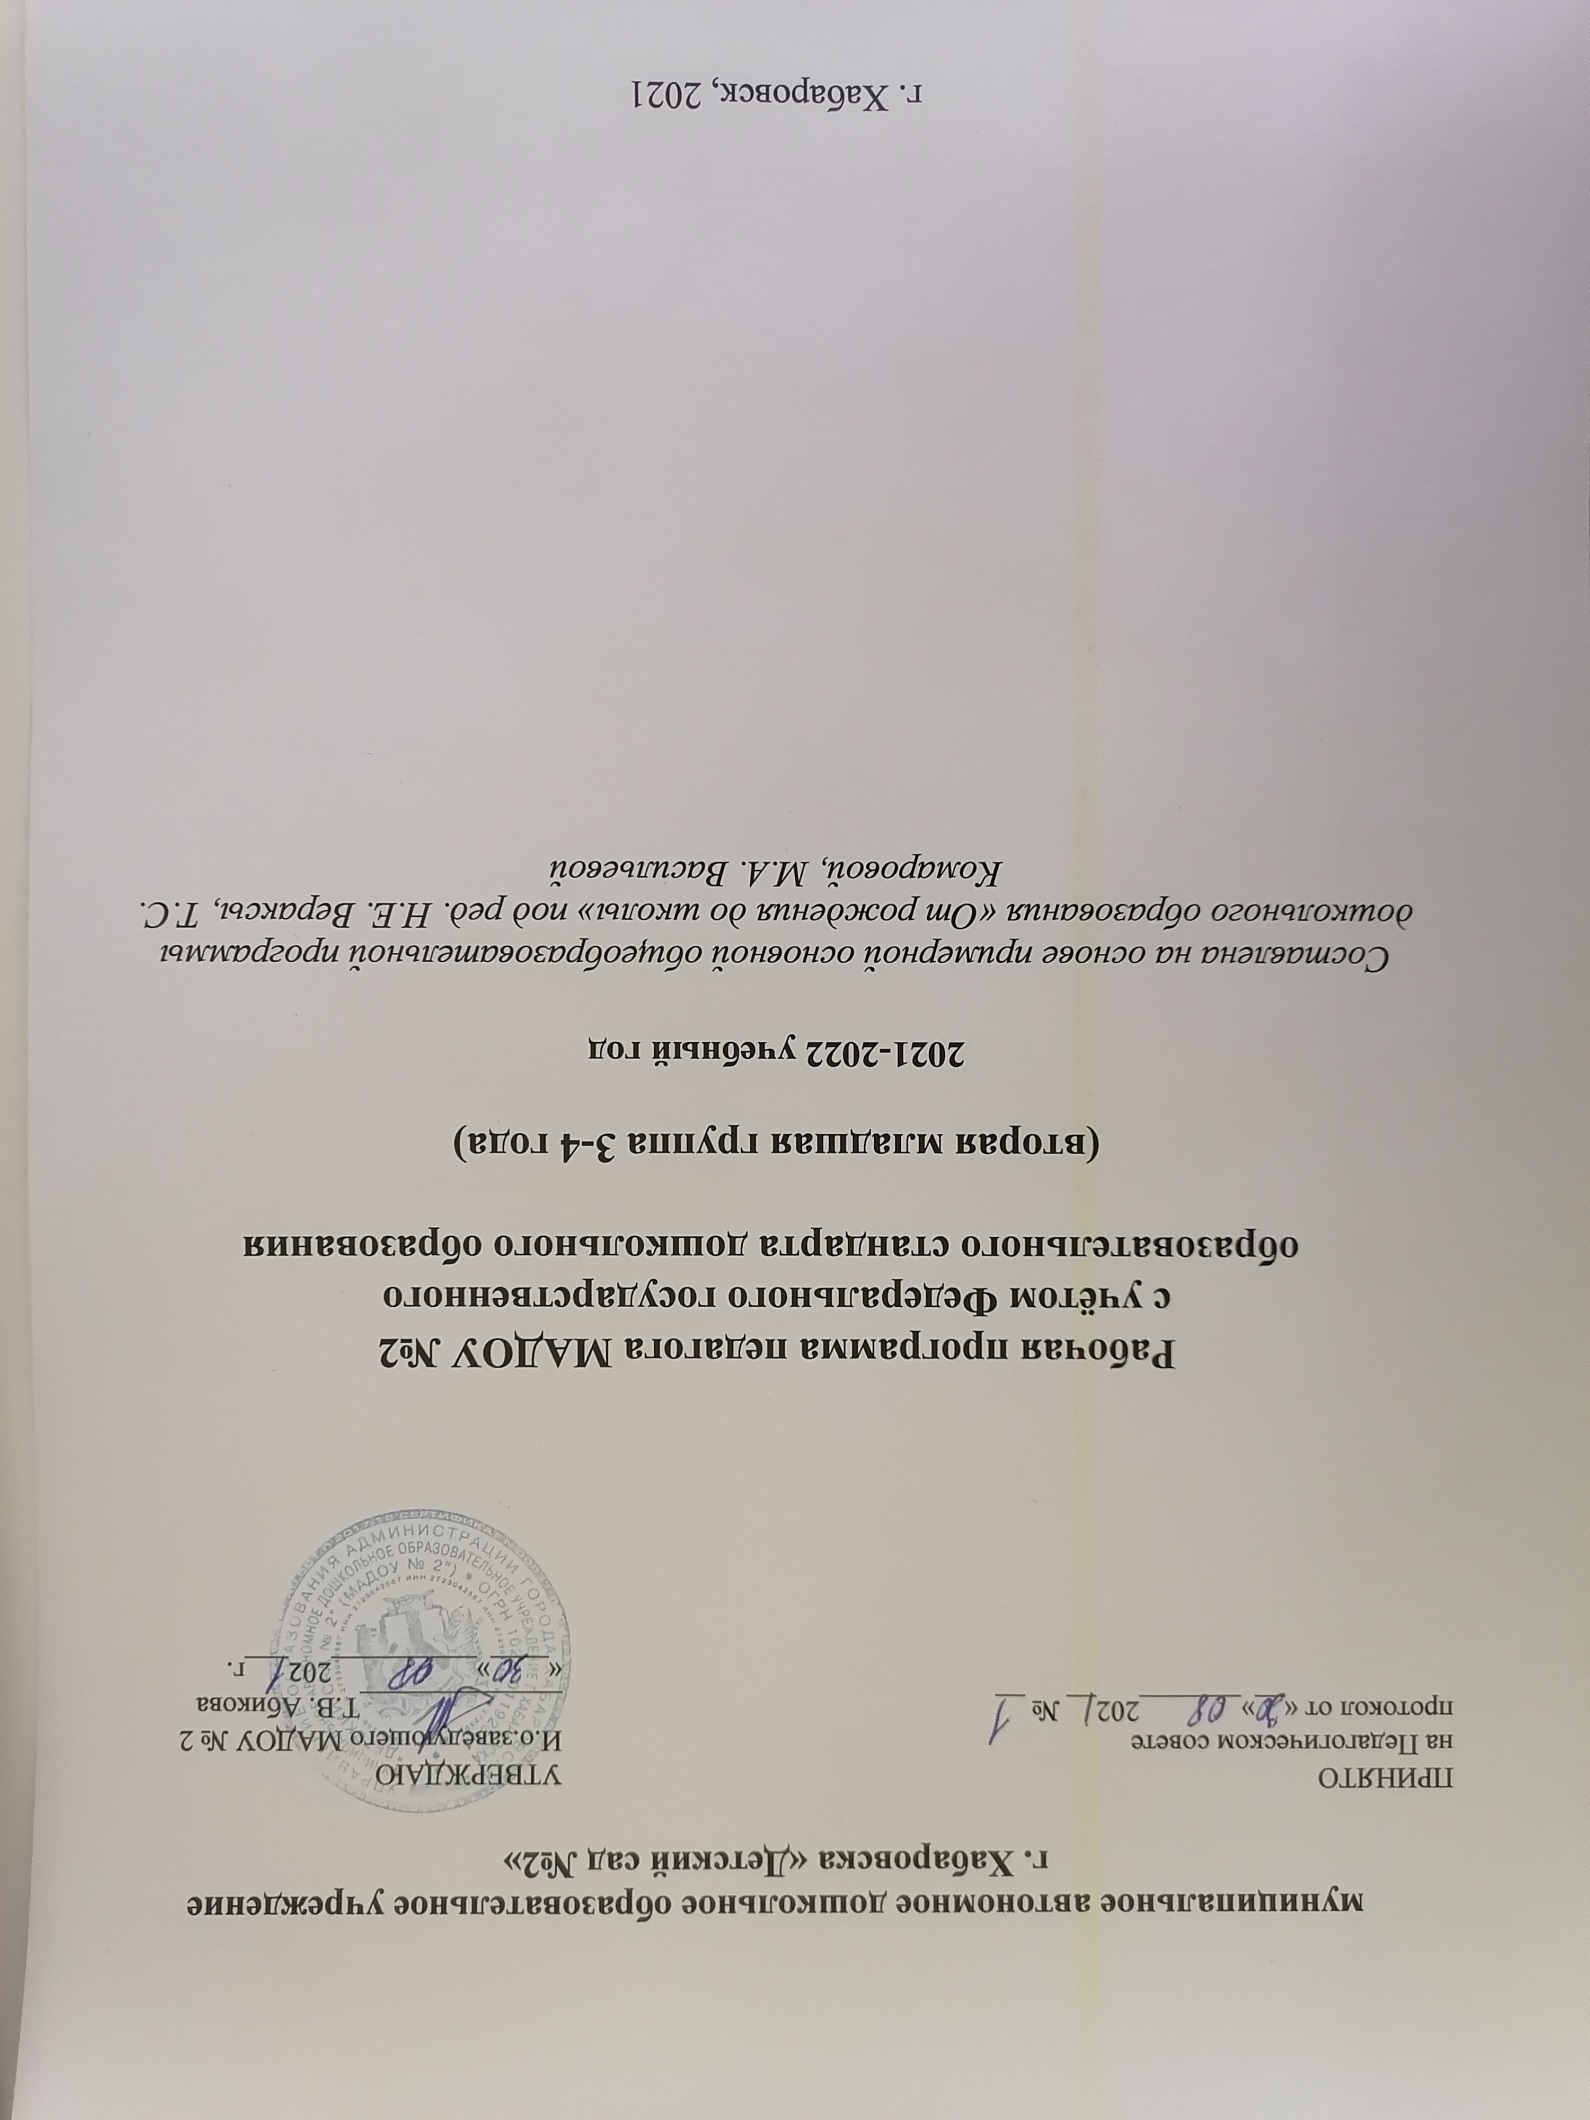 муниципальное автономное дошкольное образовательное учреждение
г. Хабаровска «Детский сад №2»
ПРИНЯТО
на Педагогическом совете
протокол от «30» 08 2021 № 1
УТВЕРЖДАЮ
И.о.заведующего МАДОУ № 2
Т.В. Абикова
«30» 08 2021 г.
Рабочая программа педагога МАДОУ №2
с учётом Федерального государственного
образовательного стандарта дошкольного образования
(вторая младшая группа 3-4 года)
2021-2022 учебный год
Составлена на основе примерной основной общеобразовательной программы
дошкольного образования «От рождения до школы» под ред. Н.Е. Вераксы, Т.С.
Комаровой, М.А. Васильевой
г. Хабаровск, 2021